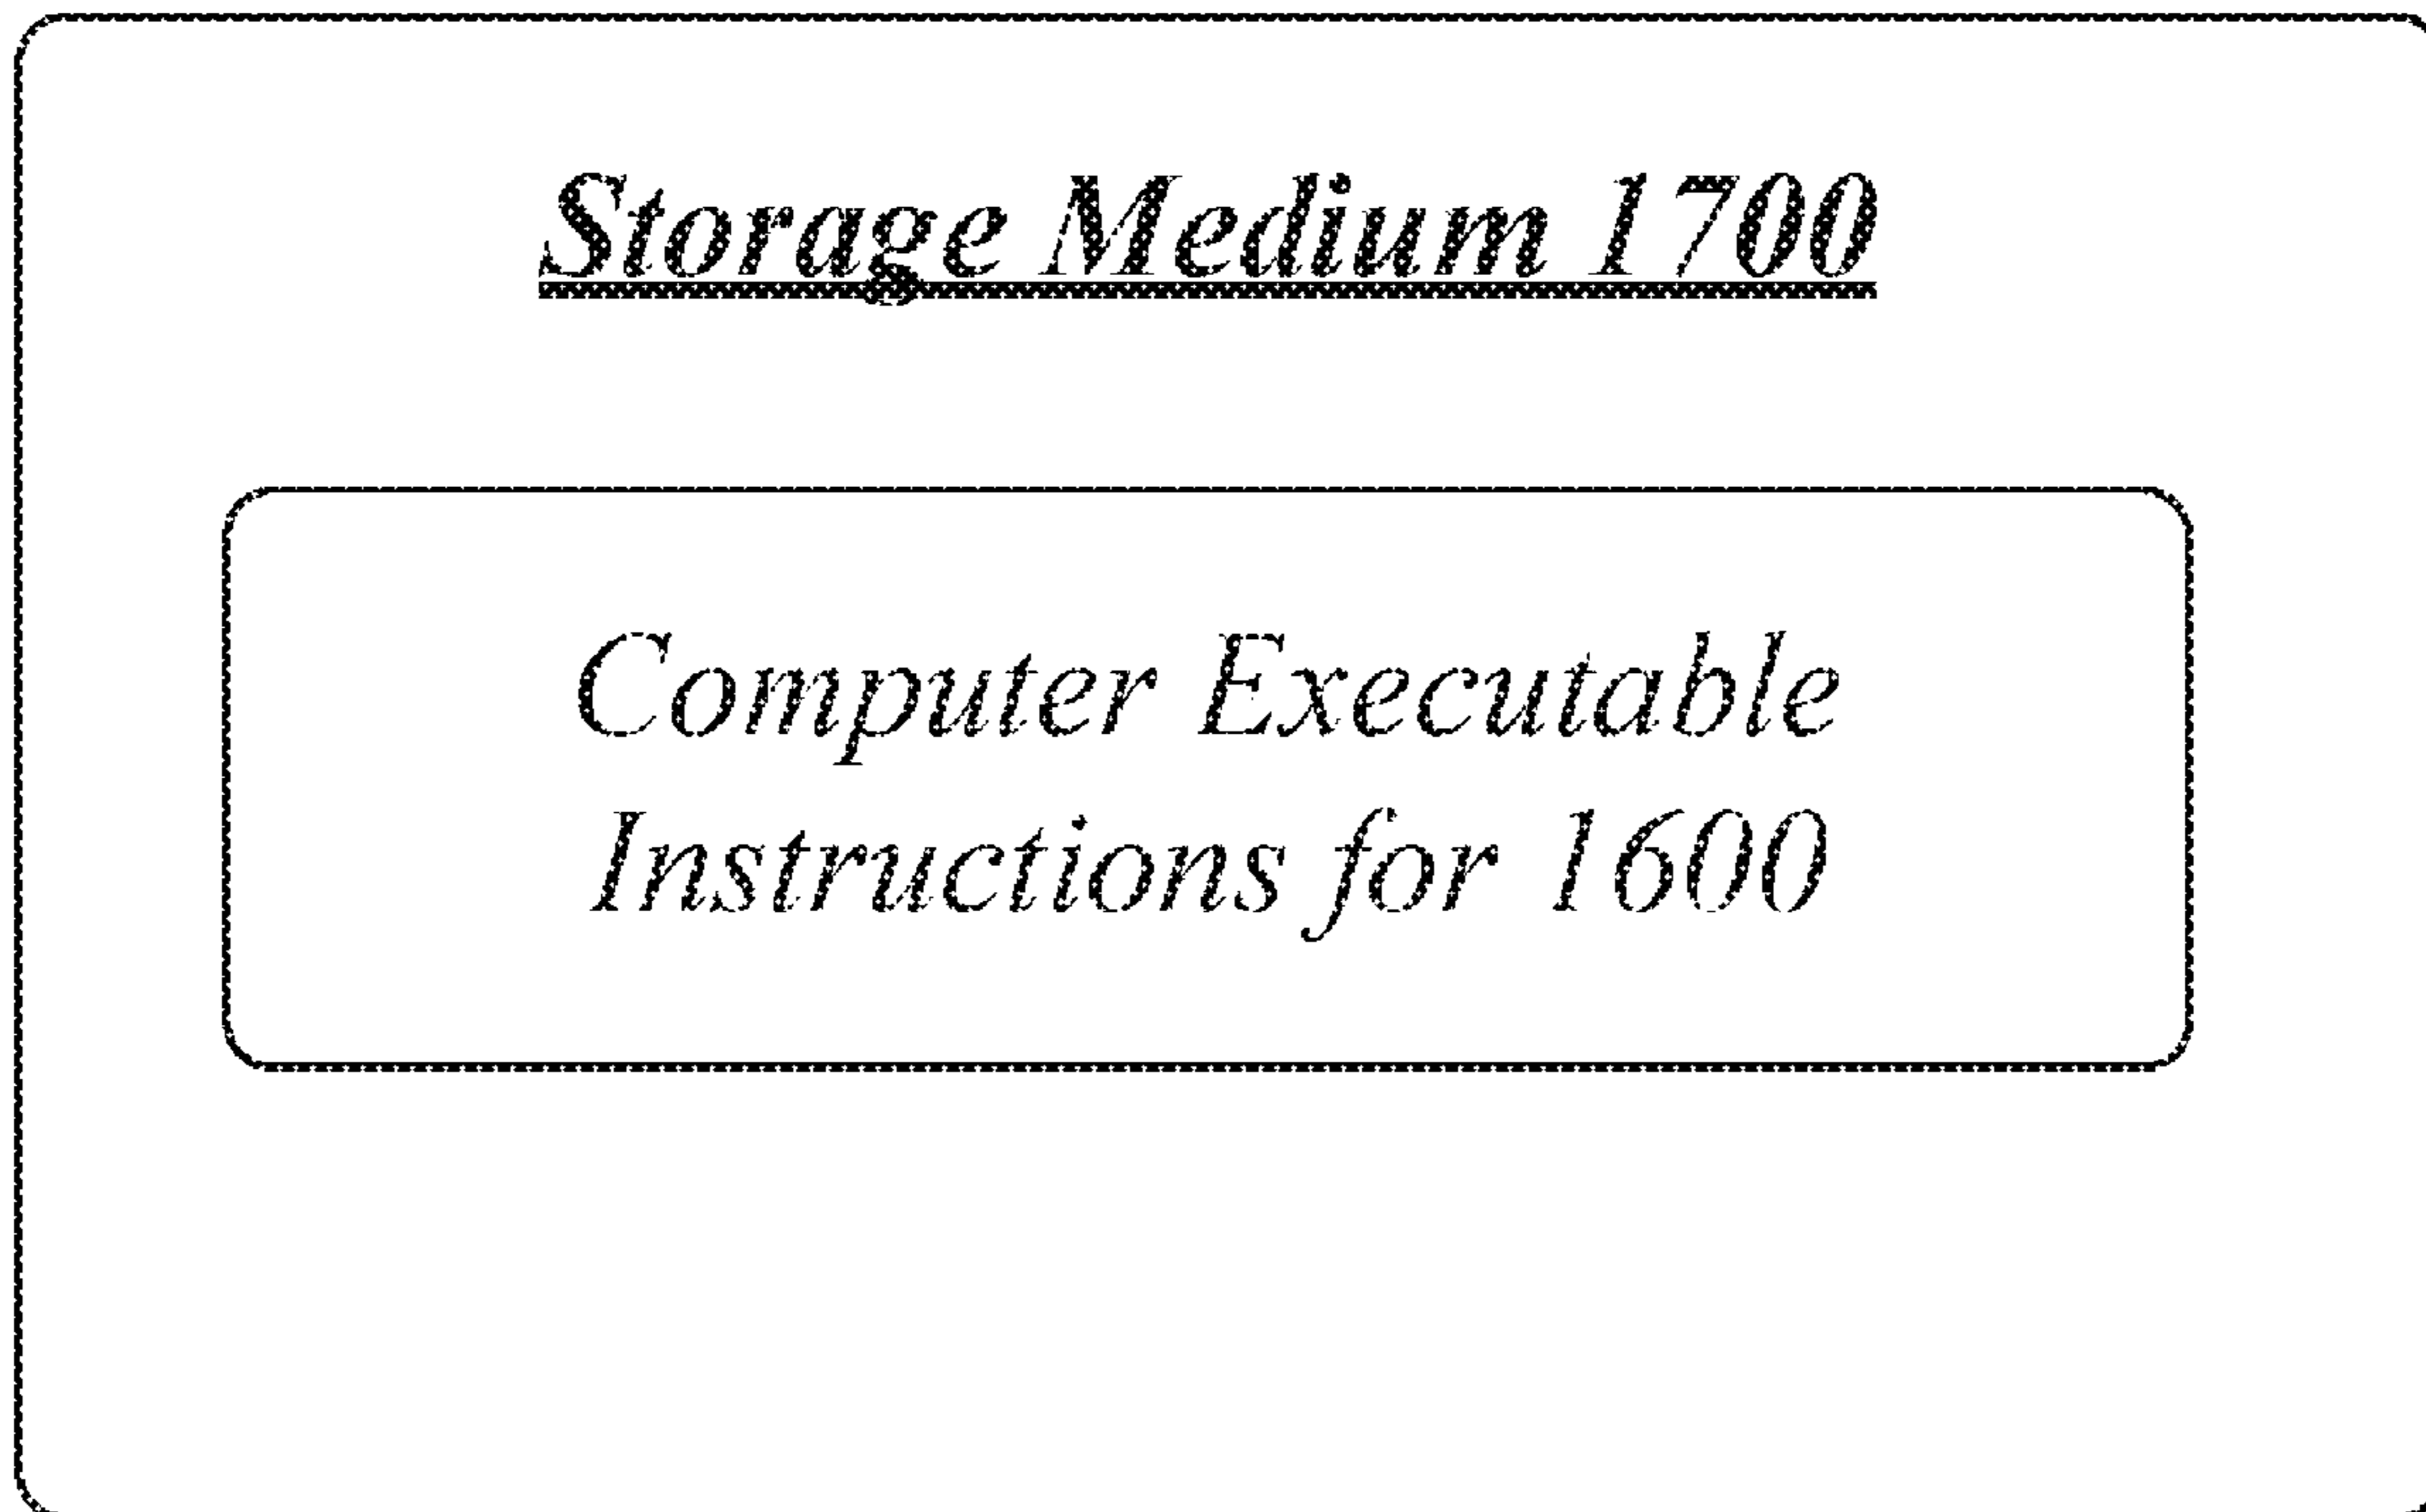 Storage Medium 1700
Computer Executable
Instructions for 1600